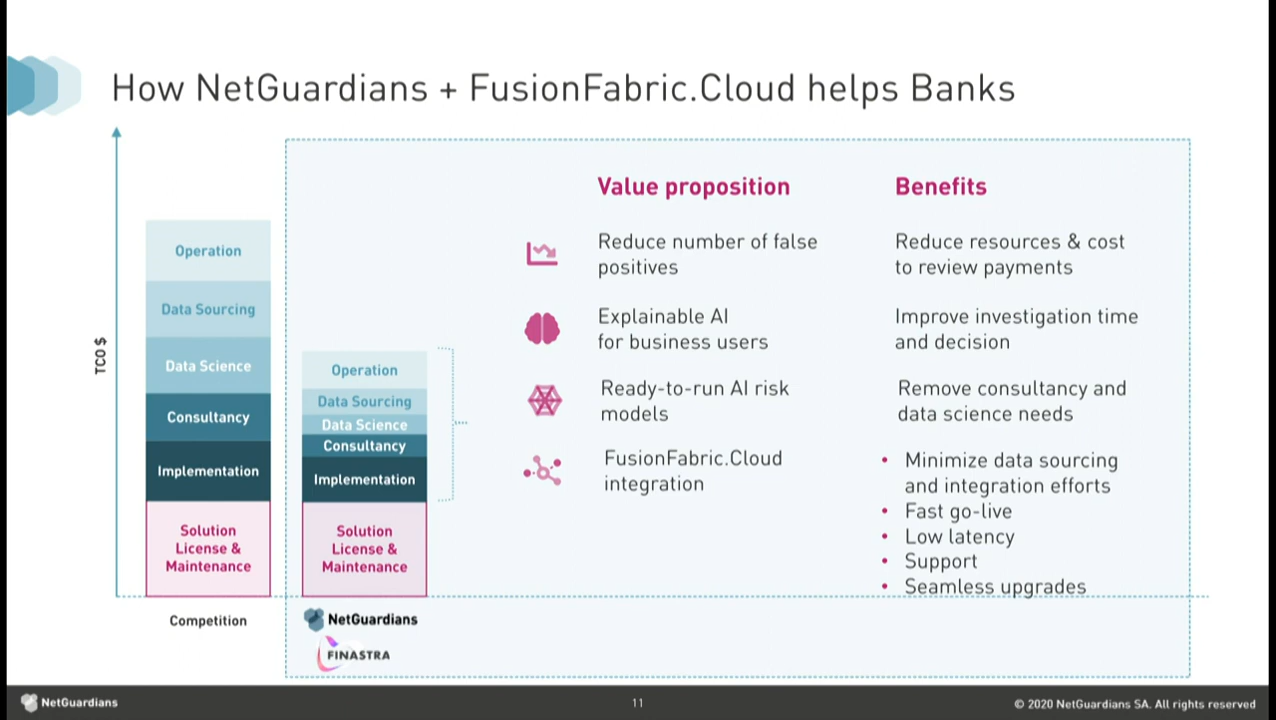 How NetGuardians + FusionFabric.Cloud helps Banks
TCO $
Operation
Data Sourcing
Data Science
Consultancy
Implementation
Solution
License &
Maintenance
Competition
Operation
Data Sourcing
Data Science
Consultancy
Implementation
Solution
License &
Maintenance
NetGuardians
FINASTRA
Value proposition
Benefits
Reduce number of false
positives
Reduce resources & cost
to review payments
Explainable AI
for business users
Improve investigation time
and decision
Ready-to-run AI risk
models
Remove consultancy and
data science needs
FusionFabric.Cloud
integration
• Minimize data sourcing
and integration efforts
• Fast go-live
• Low latency
• Support
• Seamless upgrades
NetGuardians
11
© 2020 NetGuardians SA. All rights reserved